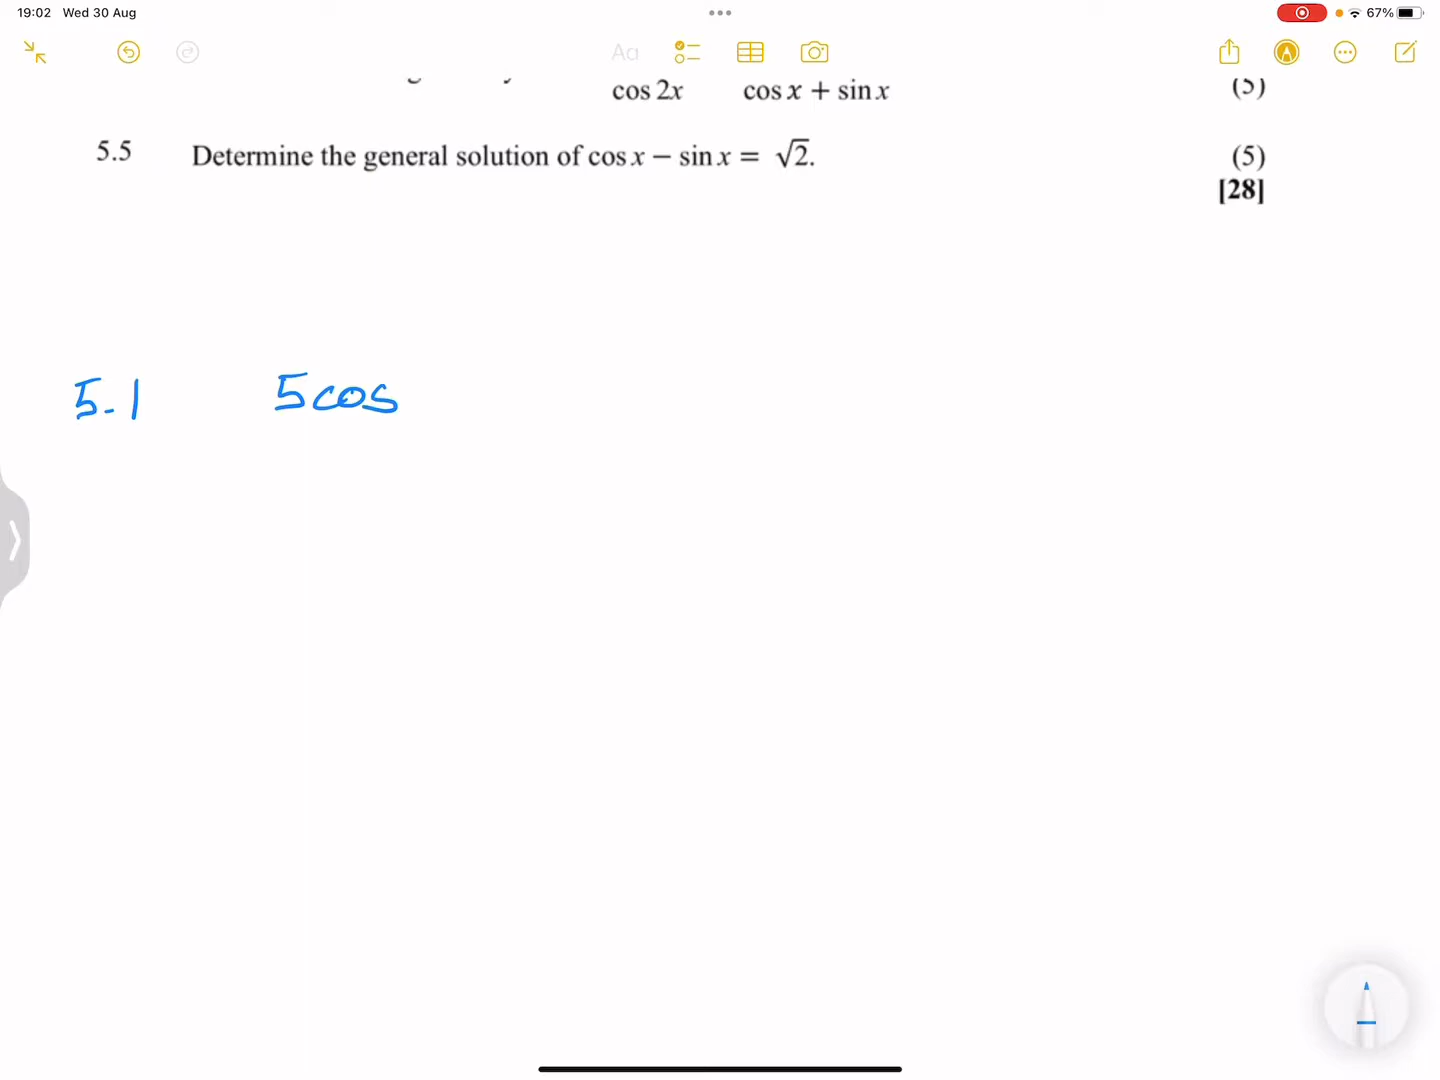 19:02 Wed 30 Aug 67%
Aa
cos 2x cos x + sin x (5)
5.5 Determine the general solution of cos x − sin x = √2. (5)
[28]
5.1 5cos